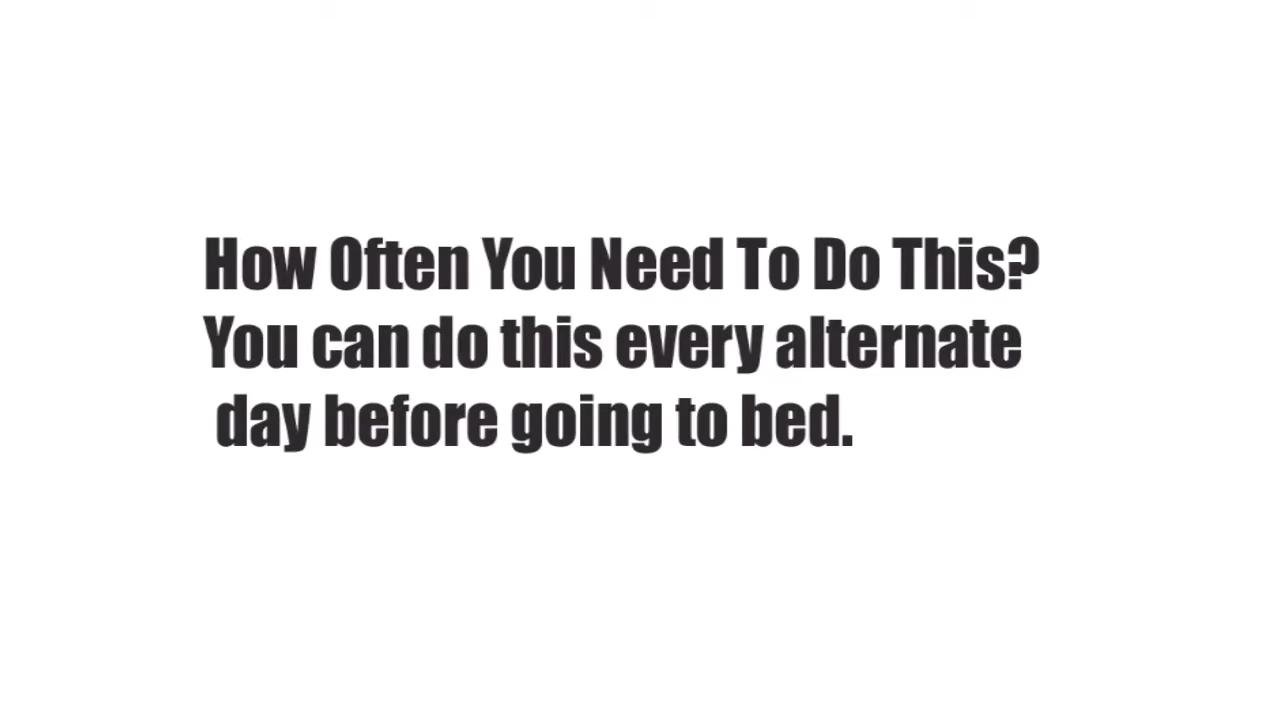 How Often You Need To Do This?
You can do this every alternate
day before going to bed.